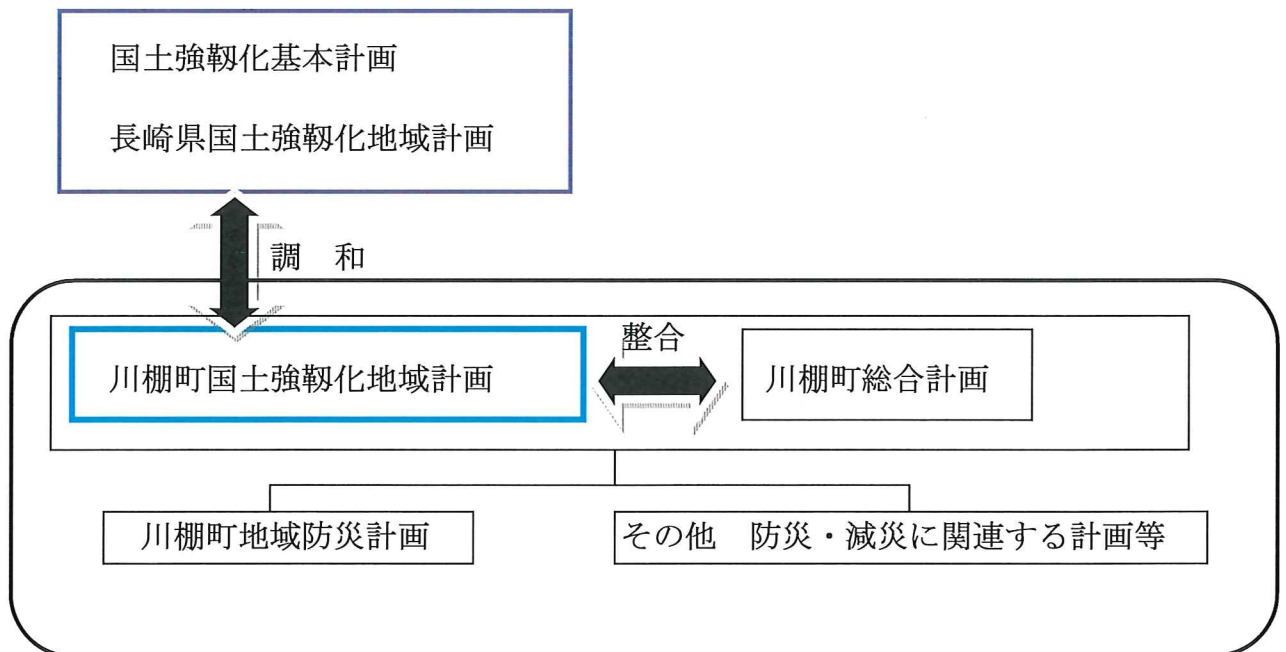 国土強靱化基本計画
長崎県国土強靱化地域計画
調　和
整合
川棚町国土強靱化地域計画
川棚町総合計画
川棚町地域防災計画
その他　防災・減災に関連する計画等